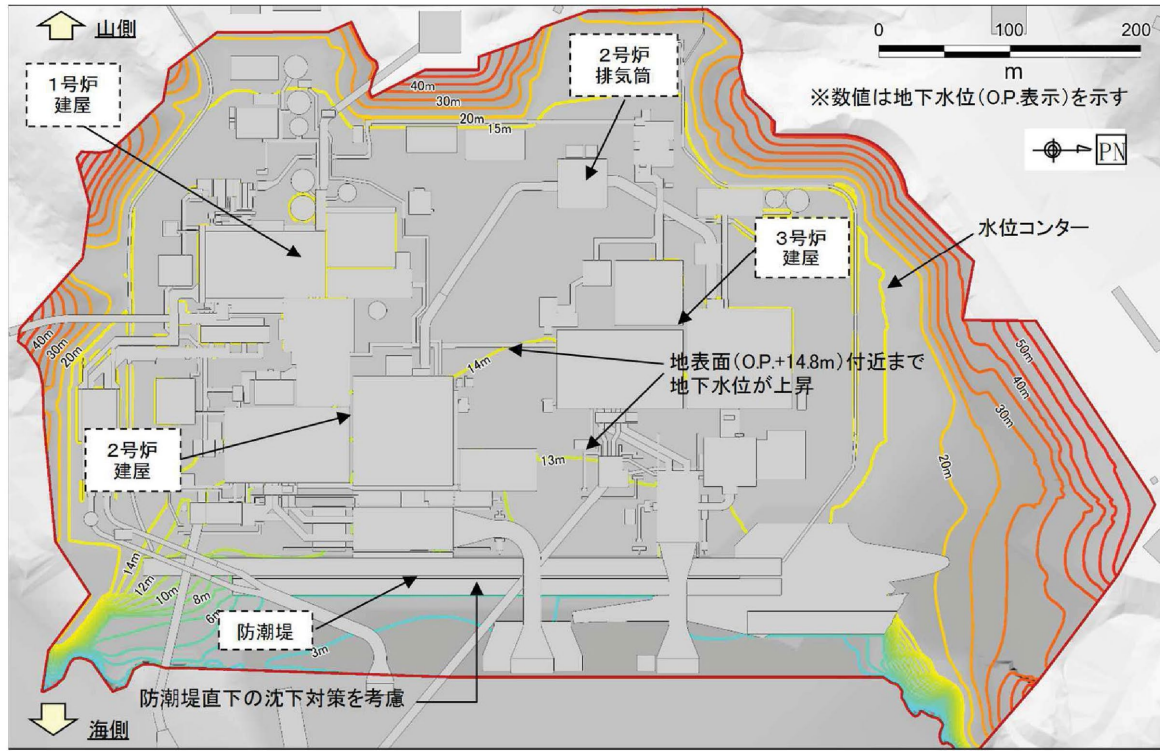 山側
1号炉
建屋
2号炉
排気筒
0 100 200
m
※数値は地下水位(O.P.表示)を示す
PN
40m
30m
20m
15m
3号炉
建屋
水位コンター
40m
30m
20m
14m
地表面(O.P.+14.8m)付近まで
地下水位が上昇
50m
40m
30m
20m
2号炉
建屋
13m
14m
12m
10m
8m
6m
防潮堤
3m
防潮堤直下の沈下対策を考慮
海側